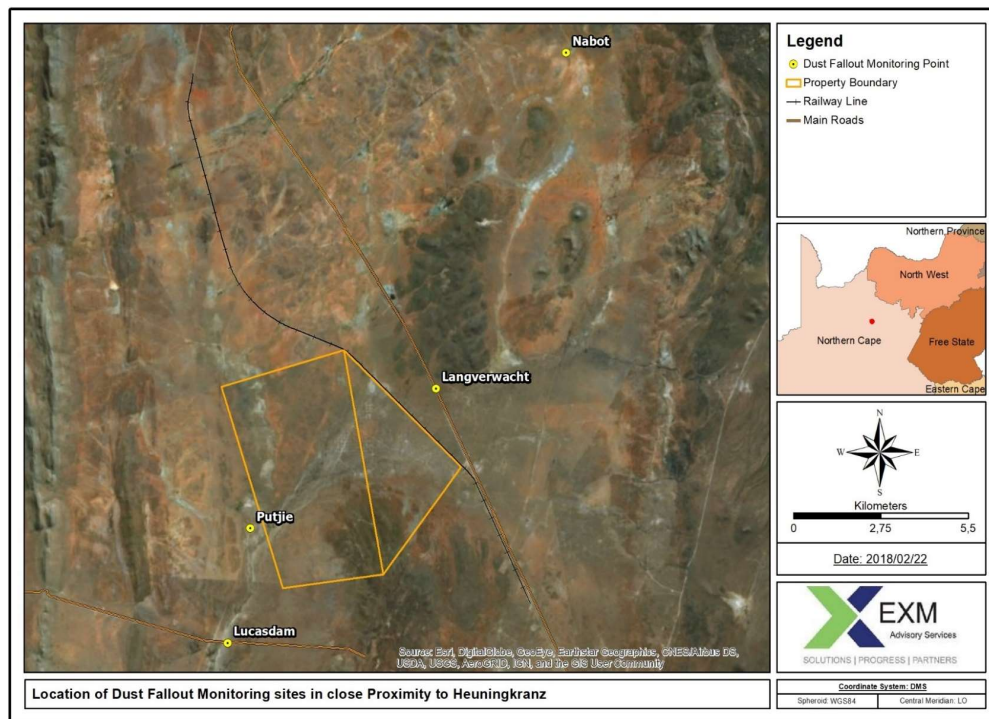 Nabot
Langverwacht
Putjie
Lucasdam
Source: Esri, DigitalGlobe, GeoEye, Earthstar Geographics, CNES/Airbus DS,
USDA, USGS, AeroGRID, IGN, and the GIS User Community
Location of Dust Fallout Monitoring sites in close Proximity to Heuningkranz
Legend
Dust Fallout Monitoring Point
Property Boundary
Railway Line
Main Roads
Northern Province
North West
Northern Cape
Free State
Eastern Cape
N
W E
S
Kilometers
0 2,75 5,5
Date: 2018/02/22
EXM
Advisory Services
SOLUTIONS | PROGRESS | PARTNERS
Coordinate System: DMS
Spheroid: WGS84 Central Meridian: LO